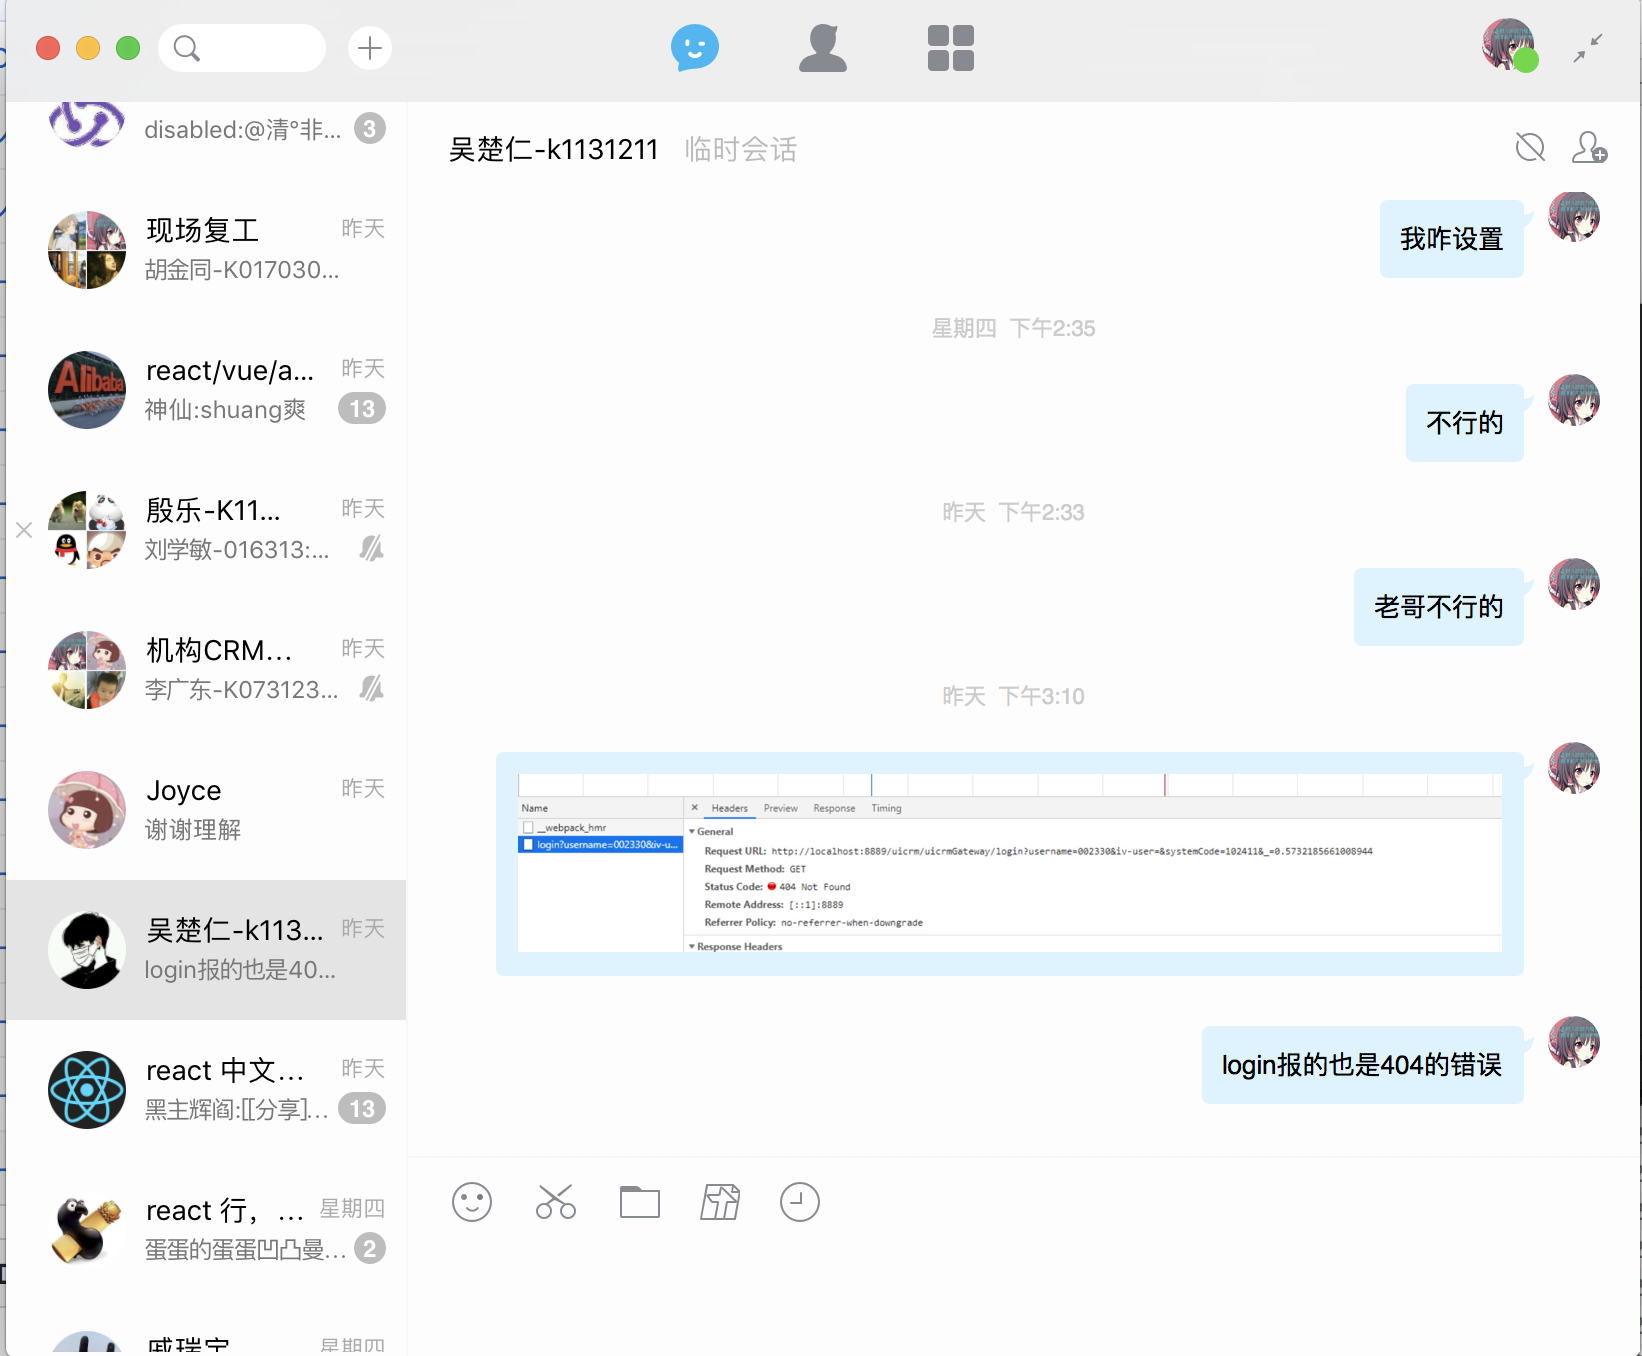 disabled:@清°非... 3
现场复工 昨天
胡金同-K017030...
react/vue/a... 昨天
神仙:shuang爽 13
殷乐-K11... 昨天
刘学敏-016313:...
机构CRM... 昨天
李广东-K073123...
Joyce 昨天
谢谢理解
吴楚仁-k113... 昨天
login报的也是40...
react 中文... 昨天
黑主辉阎:[[分享]... 13
react 行， ... 星期四
蛋蛋的蛋蛋凹凸曼... 2
戚瑞宝 星期四
吴楚仁-k1131211 临时会话
我咋设置
星期四 下午2:35
不行的
昨天 下午2:33
老哥不行的
昨天 下午3:10
Name
__webpack_hmr
login?username=002330&iv-u...
× Headers Preview Response Timing
General
Request URL: http://localhost:8889/uicrm/uicrmGateway/login?username=002330&iv-user=&systemCode=102411&_=0.5732185661008944
Request Method: GET
Status Code: 404 Not Found
Remote Address: [::1]:8889
Referrer Policy: no-referrer-when-downgrade
Response Headers
login报的也是404的错误